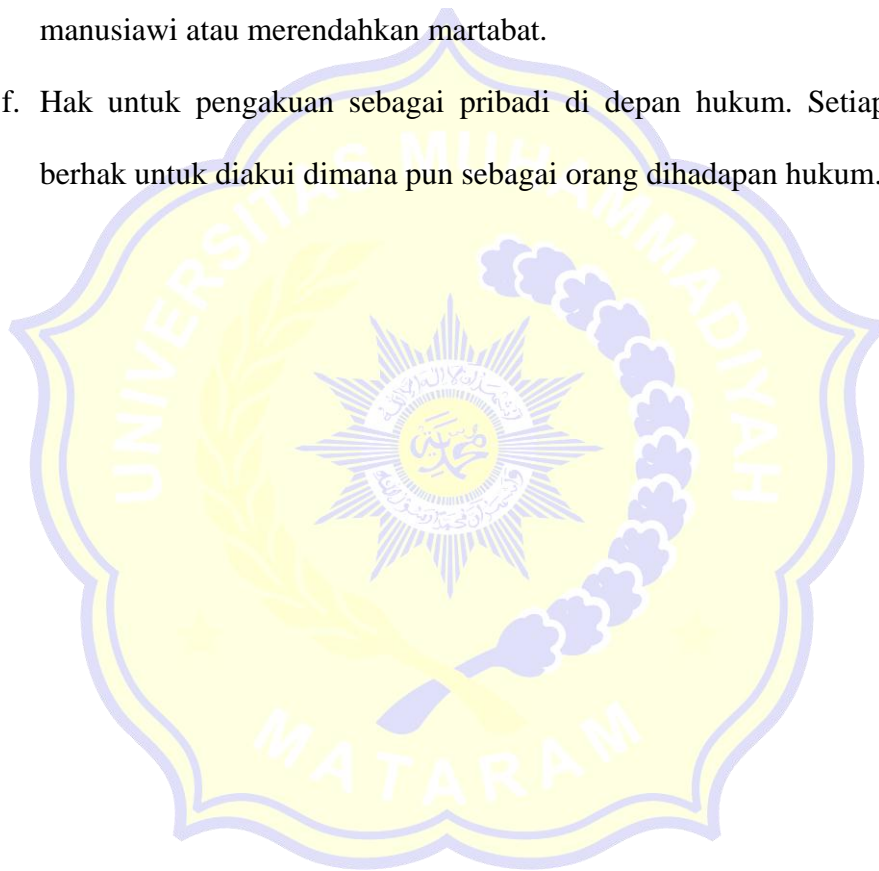 manusiawi atau merendahkan martabat.
f. Hak untuk pengakuan sebagai pribadi di depan hukum. Setiap
berhak untuk diakui dimana pun sebagai orang dihadapan hukum.
UNIVERSITAS MUHAMMADIYAH
MATARAM